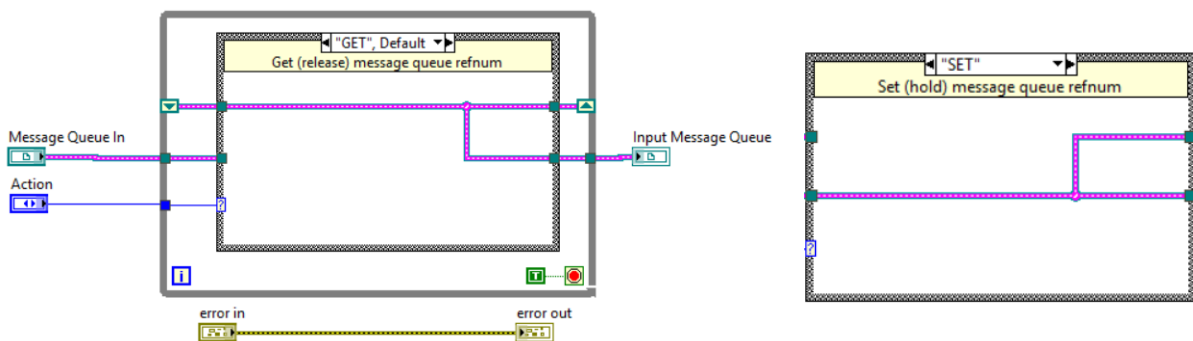 "GET", Default
Get (release) message queue refnum
Message Queue In
Input Message Queue
Action
?
i
T
error in
error out
"SET"
Set (hold) message queue refnum
?